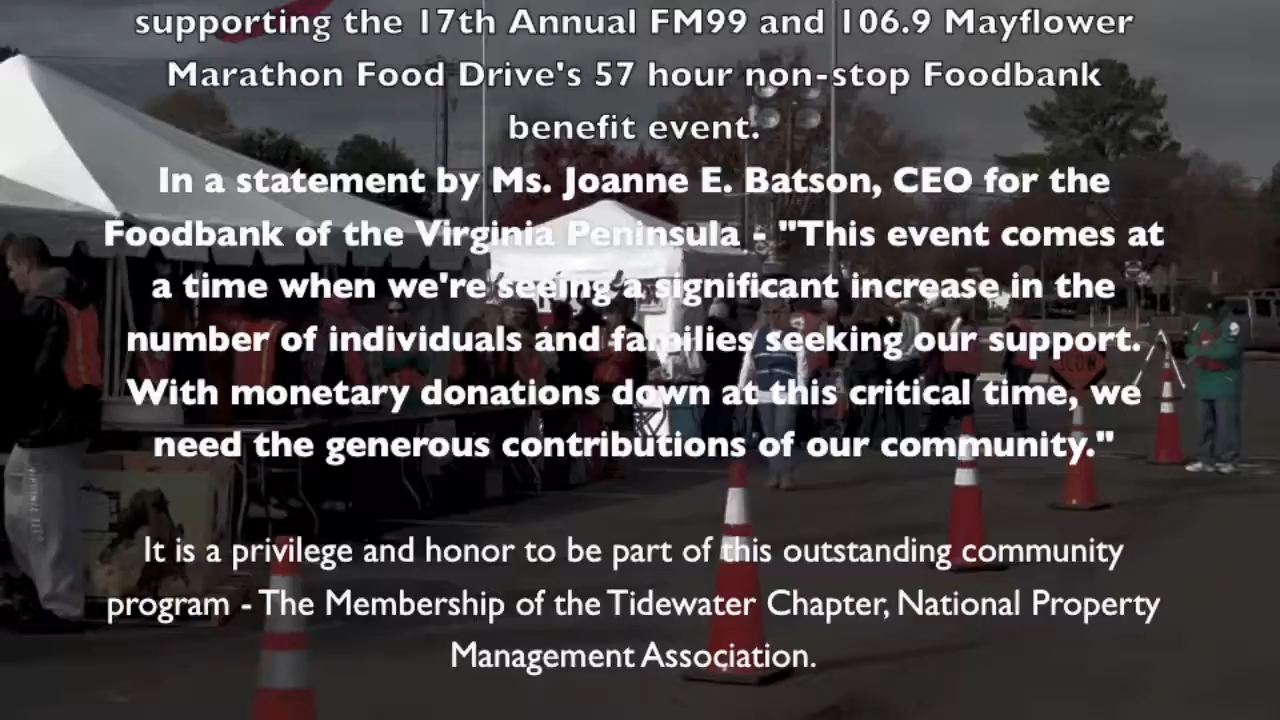 supporting the 17th Annual FM99 and 106.9 Mayflower
Marathon Food Drive's 57 hour non-stop Foodbank
benefit event.
In a statement by Ms. Joanne E. Batson, CEO for the
Foodbank of the Virginia Peninsula - "This event comes at
a time when we're seeing a significant increase in the
number of individuals and families seeking our support.
With monetary donations down at this critical time, we
need the generous contributions of our community."
It is a privilege and honor to be part of this outstanding community
program - The Membership of the Tidewater Chapter, National Property
Management Association.
SLOW